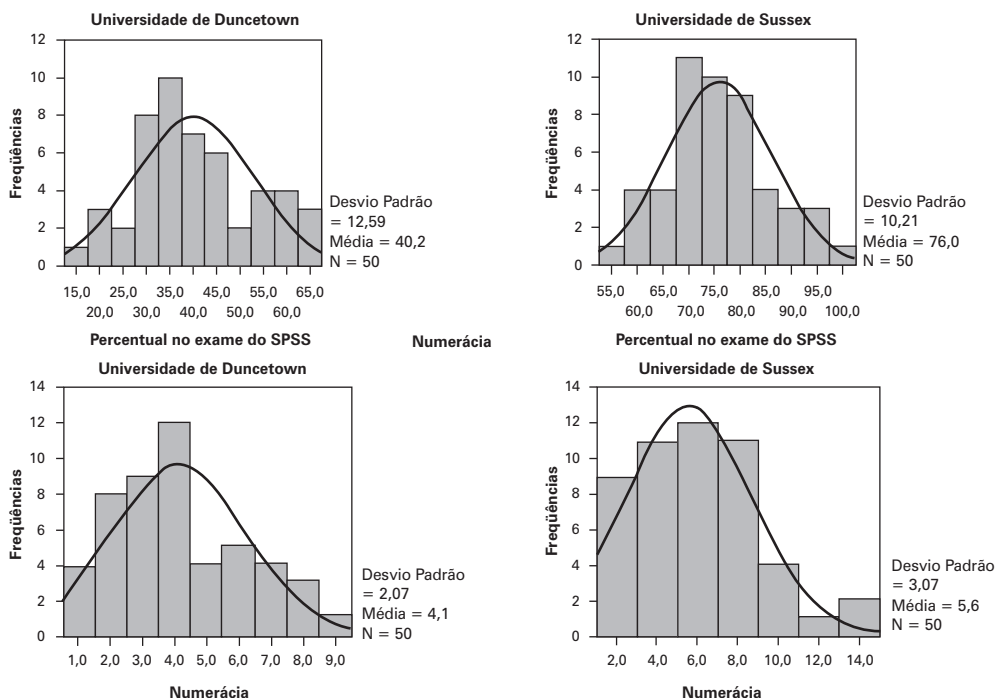 Universidade de Duncetown
12
10
8
6
4
2
0
Freqüências
15,0 25,0 35,0 45,0 55,0 65,0
20,0 30,0 40,0 50,0 60,0
Percentual no exame do SPSS
Desvio Padrão
= 12,59
Média = 40,2
N = 50
Universidade de Sussex
12
10
8
6
4
2
0
Freqüências
55,0 65,0 75,0 85,0 95,0
60,0 70,0 80,0 90,0 100,0
Percentual no exame do SPSS
Desvio Padrão
= 10,21
Média = 76,0
N = 50
Numerácia
Universidade de Duncetown
14
12
10
8
6
4
2
0
Freqüências
1,0 2,0 3,0 4,0 5,0 6,0 7,0 8,0 9,0
Numerácia
Desvio Padrão
= 2,07
Média = 4,1
N = 50
Universidade de Sussex
14
12
10
8
6
4
2
0
Freqüências
2,0 4,0 6,0 8,0 10,0 12,0 14,0
Numerácia
Desvio Padrão
= 3,07
Média = 5,6
N = 50